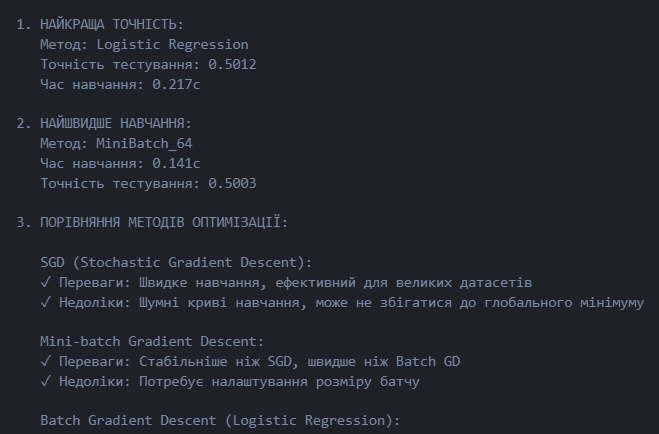 1. НАЙКРАЩА ТОЧНІСТЬ:
Метод: Logistic Regression
Точність тестування: 0.5012
Час навчання: 0.217с
2. НАЙШВИДШЕ НАВЧАННЯ:
Метод: MiniBatch_64
Час навчання: 0.141с
Точність тестування: 0.5003
3. ПОРІВНЯННЯ МЕТОДІВ ОПТИМІЗАЦІЇ:
SGD (Stochastic Gradient Descent):
✓ Переваги: Швидке навчання, ефективний для великих датасетів
✓ Недоліки: Шумні криві навчання, може не збігатися до глобального мінімуму
Mini-batch Gradient Descent:
✓ Переваги: Стабільніше ніж SGD, швидше ніж Batch GD
✓ Недоліки: Потребує налаштування розміру батчу
Batch Gradient Descent (Logistic Regression):